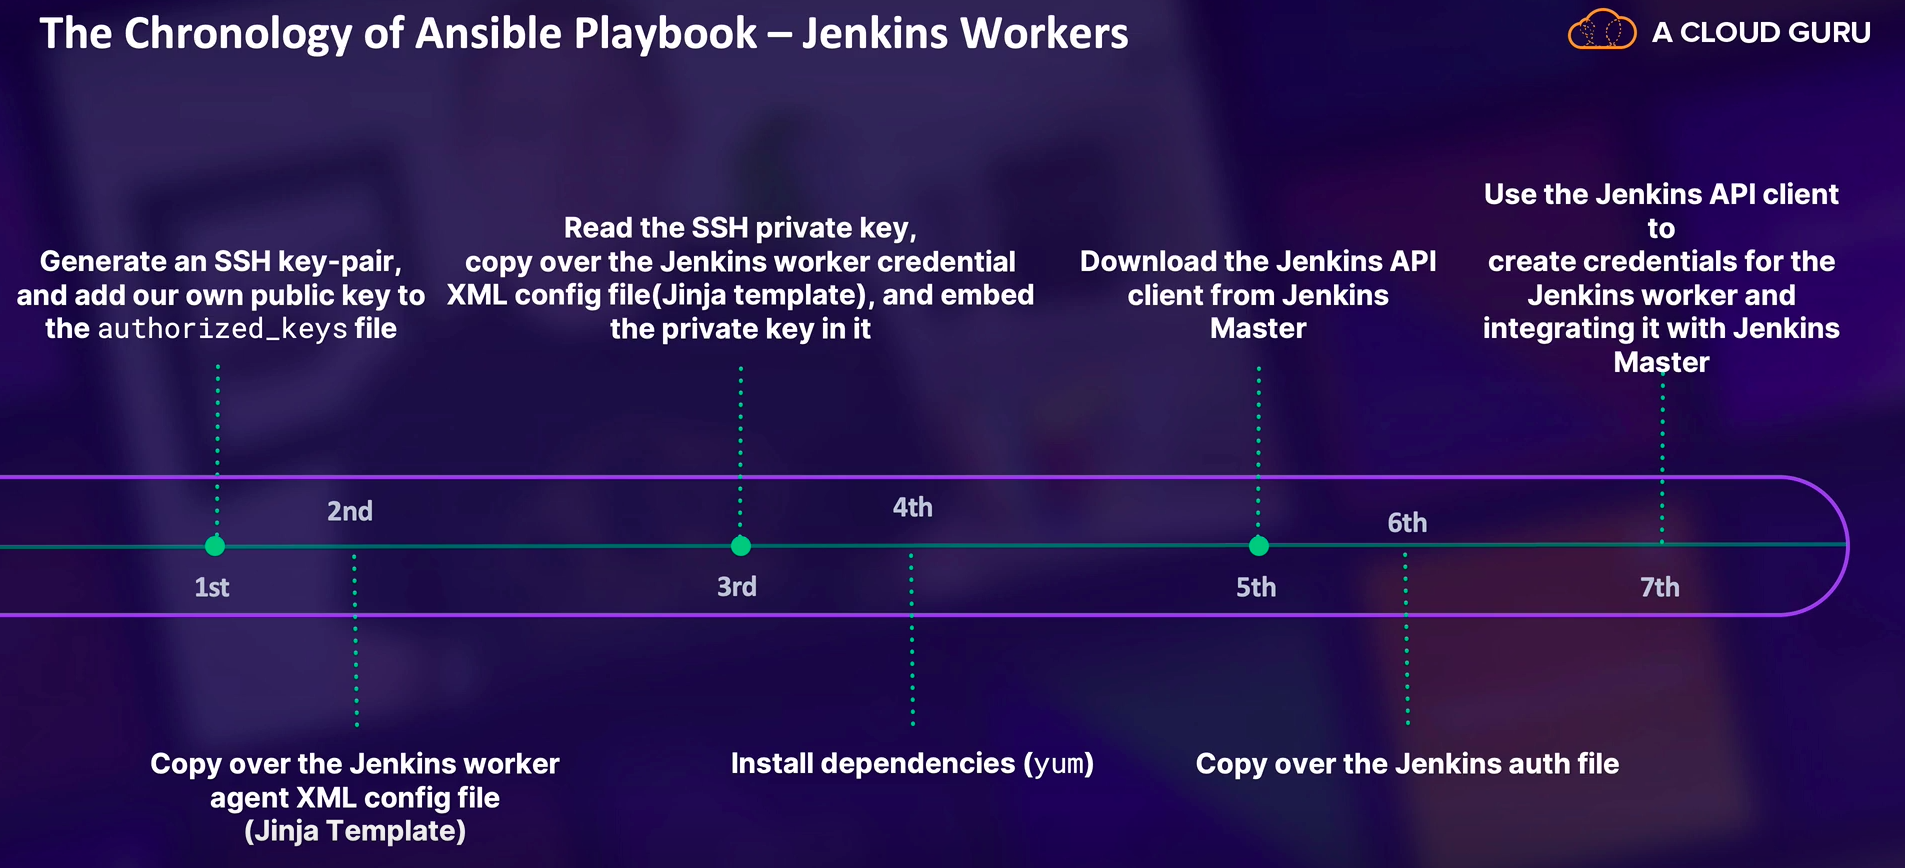 The Chronology of Ansible Playbook – Jenkins Workers
A CLOUD GURU
Generate an SSH key-pair,
and add our own public key to
the authorized_keys file
Read the SSH private key,
copy over the Jenkins worker credential
XML config file(Jinja template), and embed
the private key in it
Download the Jenkins API
client from Jenkins
Master
Use the Jenkins API client
to
create credentials for the
Jenkins worker and
integrating it with Jenkins
Master
2nd
4th
6th
1st
3rd
5th
7th
Copy over the Jenkins worker
agent XML config file
(Jinja Template)
Install dependencies (yum)
Copy over the Jenkins auth file